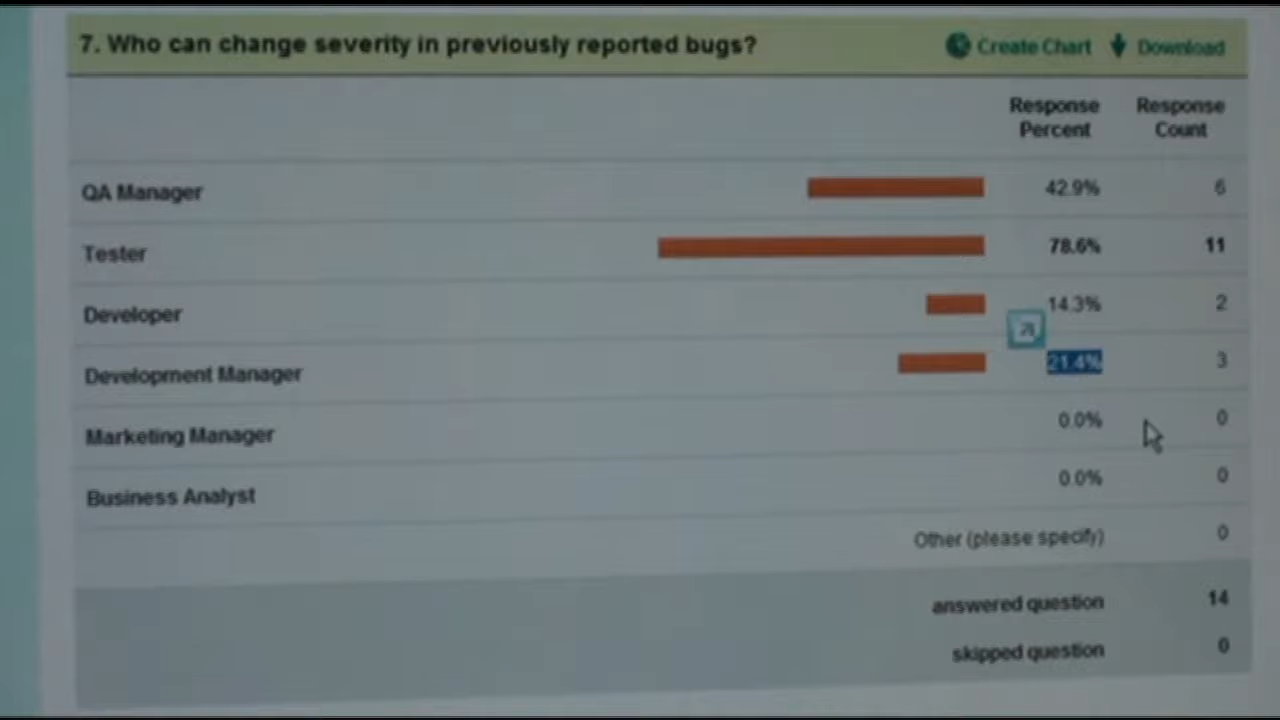 7. Who can change severity in previously reported bugs? Create Chart Download
Response Percent Response Count
QA Manager 42.9% 6
Tester 78.6% 11
Developer 14.3% 2
Development Manager 21.4% 3
Marketing Manager 0.0% 0
Business Analyst 0.0% 0
Other (please specify) 0
answered question 14
skipped question 0